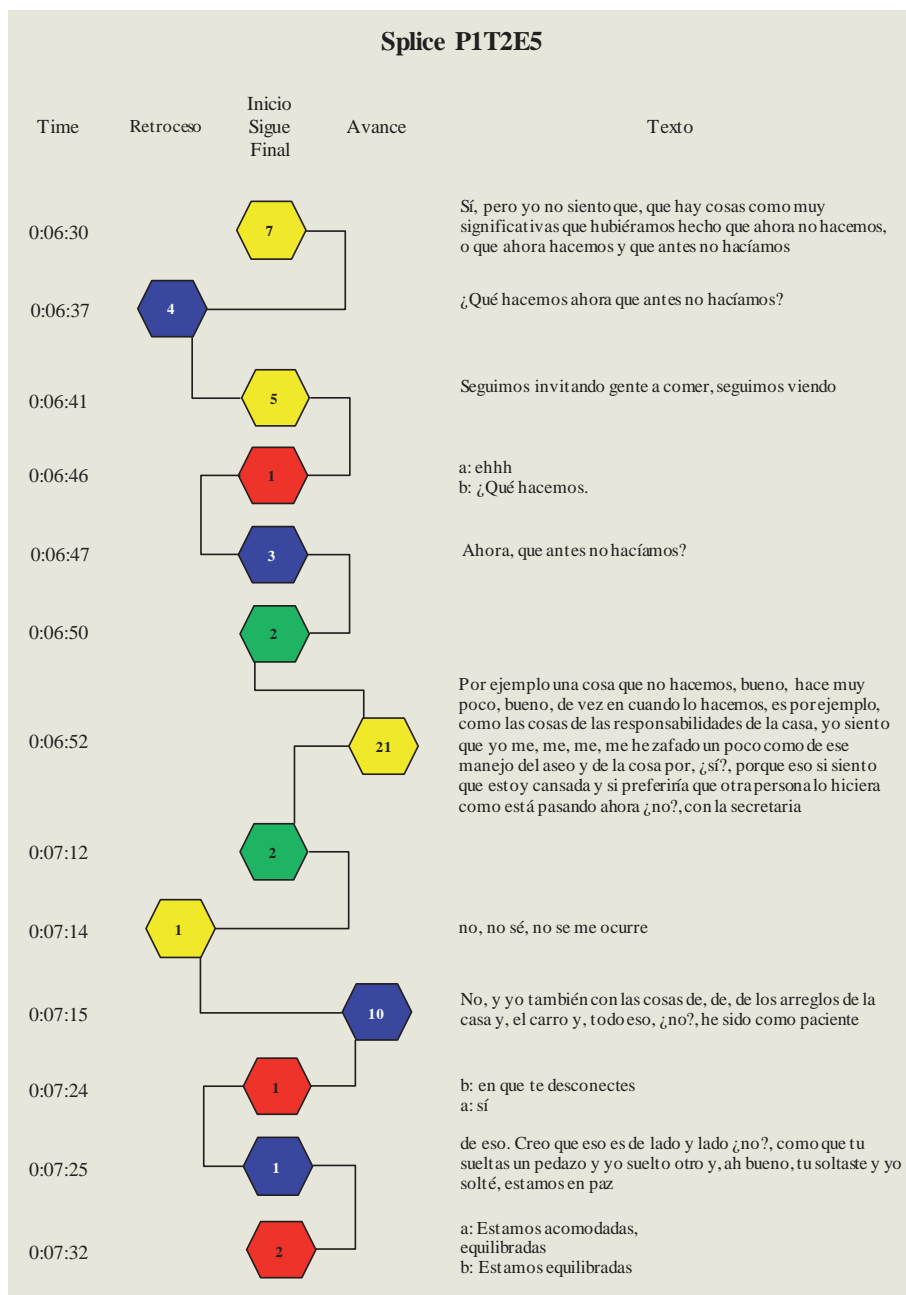 Splice P1T2E5
Time Retroceso Inicio Sigue Final Avance Texto
0:06:30 7 Sí, pero yo no siento que, que hay cosas como muy
significativas que hubiéramos hecho que ahora no hacemos,
o que ahora hacemos y que antes no hacíamos
0:06:37 4 ¿Qué hacemos ahora que antes no hacíamos?
0:06:41 5 Seguimos invitando gente a comer, seguimos viendo
0:06:46 1 a: ehhh
b: ¿Qué hacemos.
0:06:47 3 Ahora, que antes no hacíamos?
0:06:50 2
0:06:52 21 Por ejemplo una cosa que no hacemos, bueno, hace muy
poco, bueno, de vez en cuando lo hacemos, es por ejemplo,
como las cosas de las responsabilidades de la casa, yo siento
que yo me, me, me, me he zafado un poco como de ese
manejo del aseo y de la cosa por, ¿sí?, porque eso si siento
que estoy cansada y si preferiría que otra persona lo hiciera
como está pasando ahora ¿no?, con la secretaria
0:07:12 2
0:07:14 1 no, no sé, no se me ocurre
0:07:15 10 No, y yo también con las cosas de, de, de los arreglos de la
casa y, el carro y, todo eso, ¿no?, he sido como paciente
0:07:24 1 b: en que te desconectes
a: sí
0:07:25 1 de eso. Creo que eso es de lado y lado ¿no?, como que tu
sueltas un pedazo y yo suelto otro y, ah bueno, tu soltaste y yo
solté, estamos en paz
0:07:32 2 a: Estamos acomodadas,
equilibradas
b: Estamos equilibradas